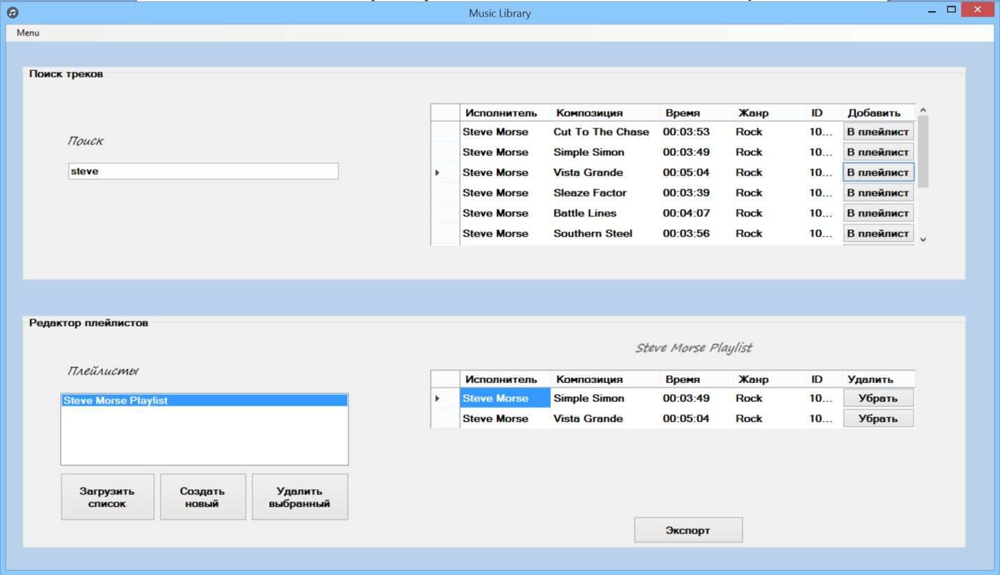 Music Library
Menu
Поиск треков
Поиск
steve
Исполнитель Композиция Время Жанр ID Добавить
Steve Morse Cut To The Chase 00:03:53 Rock 10... В плейлист
Steve Morse Simple Simon 00:03:49 Rock 10... В плейлист
Steve Morse Vista Grande 00:05:04 Rock 10... В плейлист
Steve Morse Sleaze Factor 00:03:39 Rock 10... В плейлист
Steve Morse Battle Lines 00:04:07 Rock 10... В плейлист
Steve Morse Southern Steel 00:03:56 Rock 10... В плейлист
Редактор плейлистов
Плейлисты
Steve Morse Playlist
Загрузить
список
Создать
новый
Удалить
выбранный
Steve Morse Playlist
Исполнитель Композиция Время Жанр ID Удалить
Steve Morse Simple Simon 00:03:49 Rock 10... Убрать
Steve Morse Vista Grande 00:05:04 Rock 10... Убрать
Экспорт